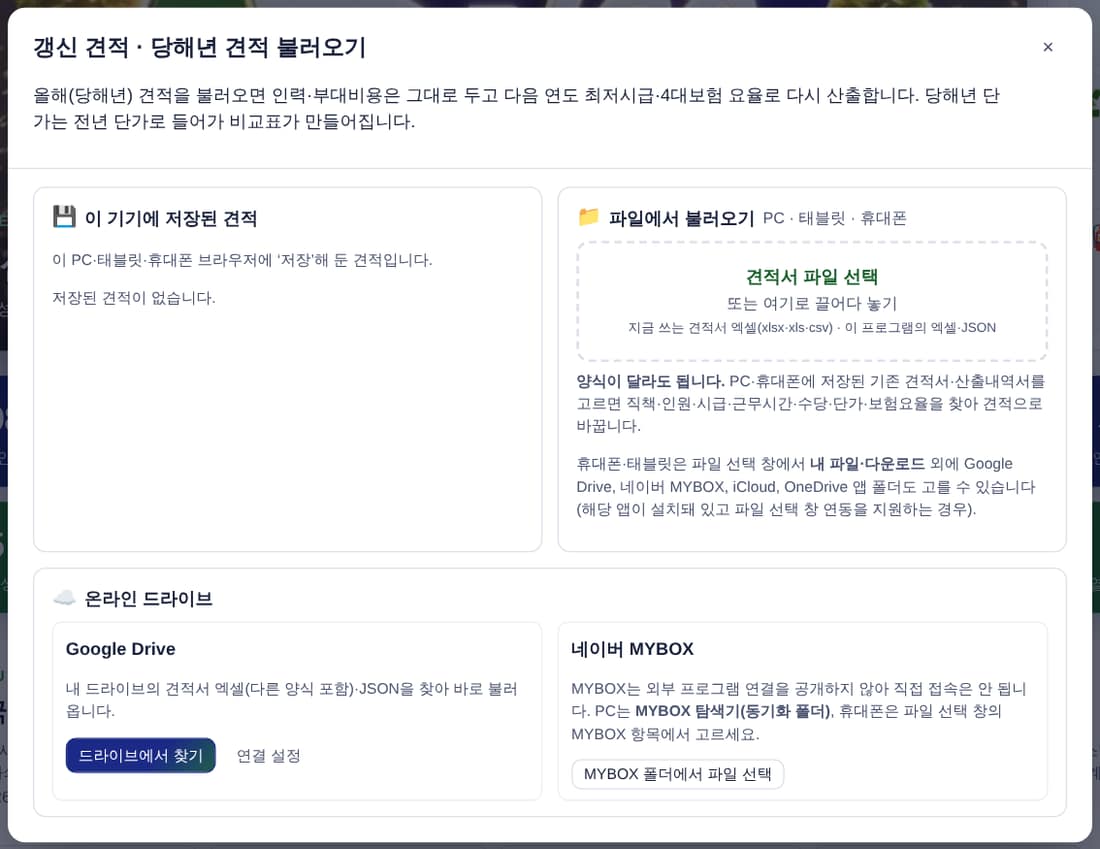 갱신 견적 · 당해년 견적 불러오기
×
올해(당해년) 견적을 불러오면 인력·부대비용은 그대로 두고 다음 연도 최저시급·4대보험 요율로 다시 산출합니다. 당해년 단
가는 전년 단가로 들어가 비교표가 만들어집니다.
이 기기에 저장된 견적
이 PC·태블릿·휴대폰 브라우저에 ‘저장’해 둔 견적입니다.
저장된 견적이 없습니다.
파일에서 불러오기 PC · 태블릿 · 휴대폰
견적서 파일 선택
또는 여기로 끌어다 놓기
지금 쓰는 견적서 엑셀(xlsx·xls·csv) · 이 프로그램의 엑셀·JSON
양식이 달라도 됩니다. PC·휴대폰에 저장된 기존 견적서·산출내역서를
고르면 직책·인원·시급·근무시간·수당·단가·보험요율을 찾아 견적으로
바꿉니다.
휴대폰·태블릿은 파일 선택 창에서 내 파일·다운로드 외에 Google
Drive, 네이버 MYBOX, iCloud, OneDrive 앱 폴더도 고를 수 있습니다
(해당 앱이 설치돼 있고 파일 선택 창 연동을 지원하는 경우).
온라인 드라이브
Google Drive
내 드라이브의 견적서 엑셀(다른 양식 포함)·JSON을 찾아 바로 불러
옵니다.
드라이브에서 찾기
연결 설정
네이버 MYBOX
MYBOX는 외부 프로그램 연결을 공개하지 않아 직접 접속은 안 됩니
다. PC는 MYBOX 탐색기(동기화 폴더), 휴대폰은 파일 선택 창의
MYBOX 항목에서 고르세요.
MYBOX 폴더에서 파일 선택